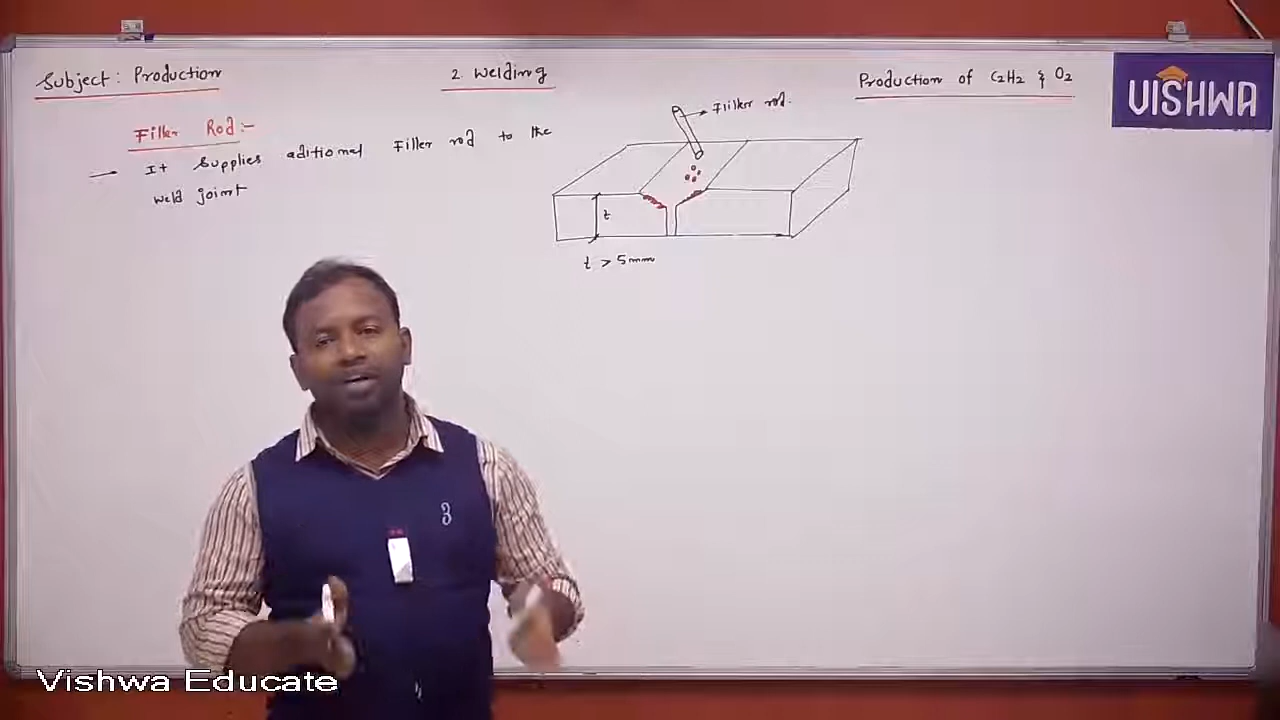 Subject: Production
2. Welding
Production of C2H2 & O2
VISHWA
Filler Rod:-
→ It supplies aditional Filler rod to the
weld joint
Filler rod.
t
t > 5mm
3
Vishwa Educate